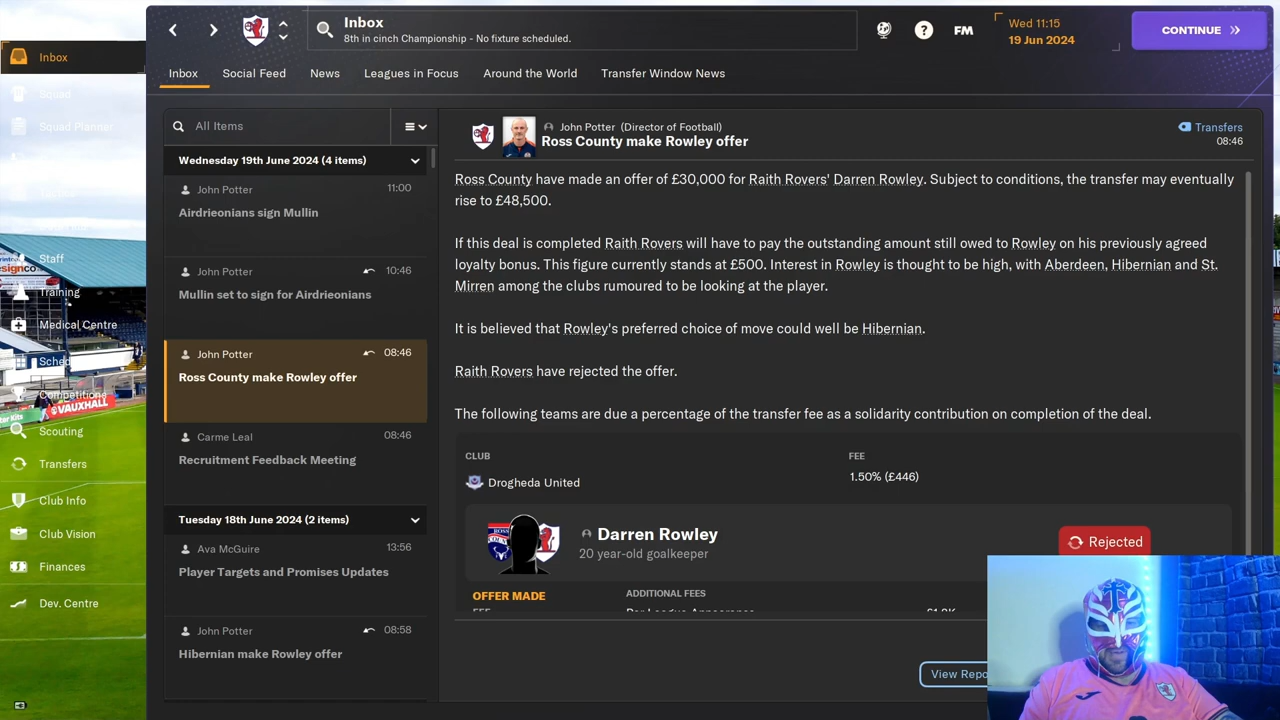 Inbox
8th in cinch Championship - No fixture scheduled.
FM
Wed 11:15
19 Jun 2024
CONTINUE
Inbox
Inbox
Social Feed
News
Leagues in Focus
Around the World
Transfer Window News
Squad
Squad Planner
Staff
Training
Medical Centre
Competitions
VAUXHALL
Scouting
Transfers
Club Info
Club Vision
Finances
Dev. Centre
All Items
Wednesday 19th June 2024 (4 items)
John Potter 11:00
Airdrieonians sign Mullin
John Potter 10:46
Mullin set to sign for Airdrieonians
John Potter 08:46
Ross County make Rowley offer
Carme Leal 08:46
Recruitment Feedback Meeting
Tuesday 18th June 2024 (2 items)
Ava McGuire 13:56
Player Targets and Promises Updates
John Potter 08:58
Hibernian make Rowley offer
John Potter (Director of Football)
Ross County make Rowley offer
Transfers
08:46
Ross County have made an offer of £30,000 for Raith Rovers' Darren Rowley. Subject to conditions, the transfer may eventually
rise to £48,500.
If this deal is completed Raith Rovers will have to pay the outstanding amount still owed to Rowley on his previously agreed
loyalty bonus. This figure currently stands at £500. Interest in Rowley is thought to be high, with Aberdeen, Hibernian and St.
Mirren among the clubs rumoured to be looking at the player.
It is believed that Rowley's preferred choice of move could well be Hibernian.
Raith Rovers have rejected the offer.
The following teams are due a percentage of the transfer fee as a solidarity contribution on completion of the deal.
CLUB FEE
Drogheda United 1.50% (£446)
Darren Rowley
20 year-old goalkeeper
Rejected
OFFER MADE
ADDITIONAL FEES
FEE
Per League Appearance
View Repo